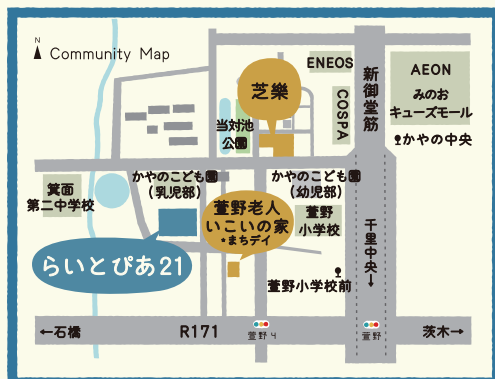 N
Community Map
ENEOS
新御堂筋
AEON
みのお
キューズモール
COSPA
芝樂
当対池
公園
かやの中央
かやのこども園
(乳児部)
かやのこども園
(幼児部)
箕面
第二中学校
萱野老人
いこいの家
・まちデイ
萱野
小学校
千里中央→
らいとぴあ21
萱野小学校前
←石橋
R171
萱野4
萱野
茨木→